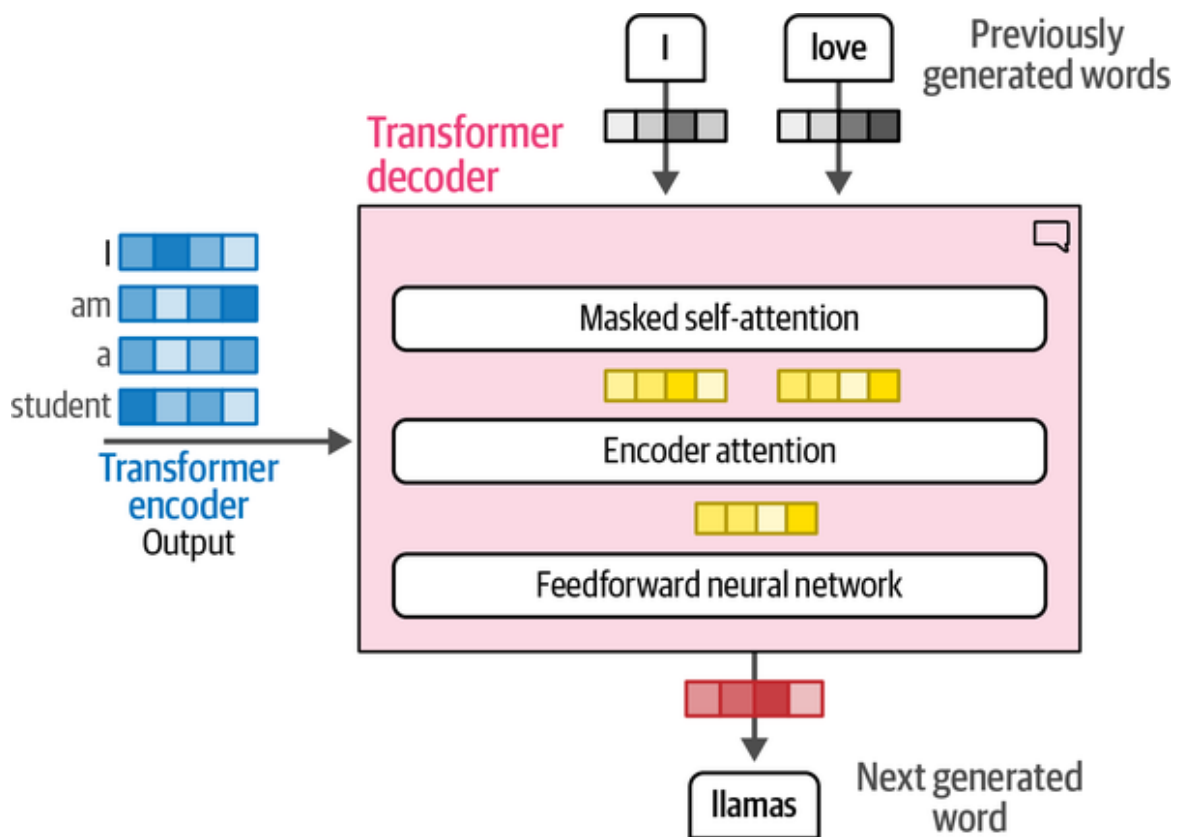 I
love
Previously
generated words
Transformer
decoder
I
am
a
student
Transformer
encoder
Output
Masked self-attention
Encoder attention
Feedforward neural network
llamas
Next generated
word